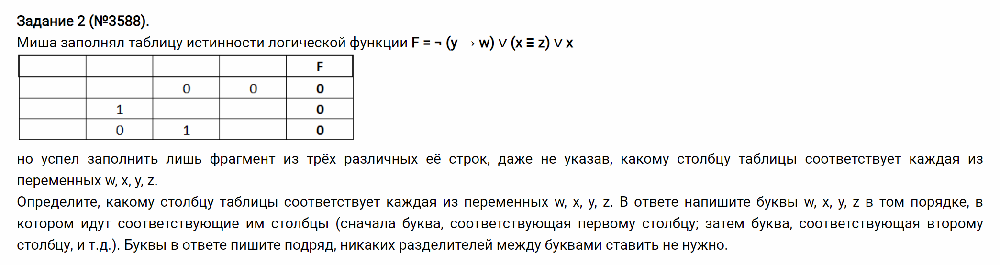 Задание 2 (№3588).
Миша заполнял таблицу истинности логической функции F = ¬ (y → w) ∨ (x ≡ z) ∨ x
F
0 0 0
1 0
0 1 0
но успел заполнить лишь фрагмент из трёх различных её строк, даже не указав, какому столбцу таблицы соответствует каждая из
переменных w, x, y, z.
Определите, какому столбцу таблицы соответствует каждая из переменных w, x, y, z. В ответе напишите буквы w, x, y, z в том порядке, в
котором идут соответствующие им столбцы (сначала буква, соответствующая первому столбцу; затем буква, соответствующая второму
столбцу, и т.д.). Буквы в ответе пишите подряд, никаких разделителей между буквами ставить не нужно.